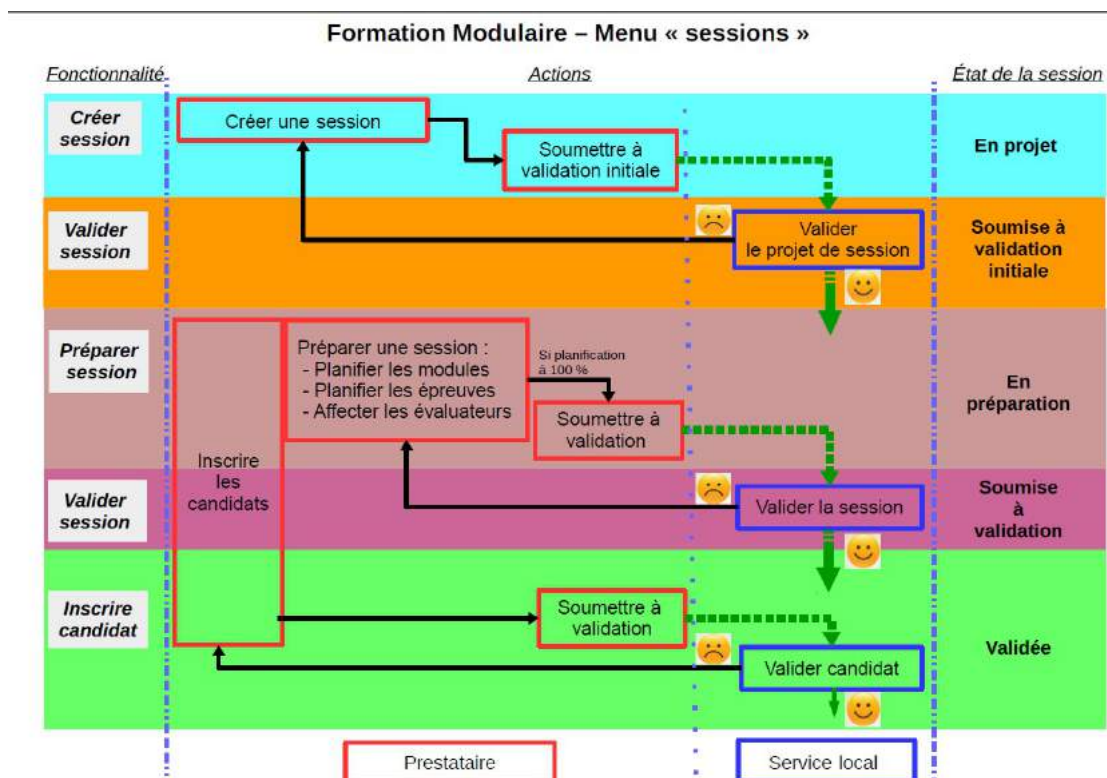 Formation Modulaire – Menu « sessions »
Fonctionnalité
Actions
État de la session
Créer
session
Créer une session
Soumettre à
validation initiale
En projet
Valider
session
Valider
le projet de session
Soumise à
validation
initiale
Préparer
session
Préparer une session :
- Planifier les modules
- Planifier les épreuves
- Affecter les évaluateurs
Si planification
à 100 %
Soumettre à
validation
En
préparation
Inscrire
les
candidats
Valider
session
Valider la session
Soumise
à
validation
Inscrire
candidat
Soumettre à
validation
Valider candidat
Validée
Prestataire
Service local